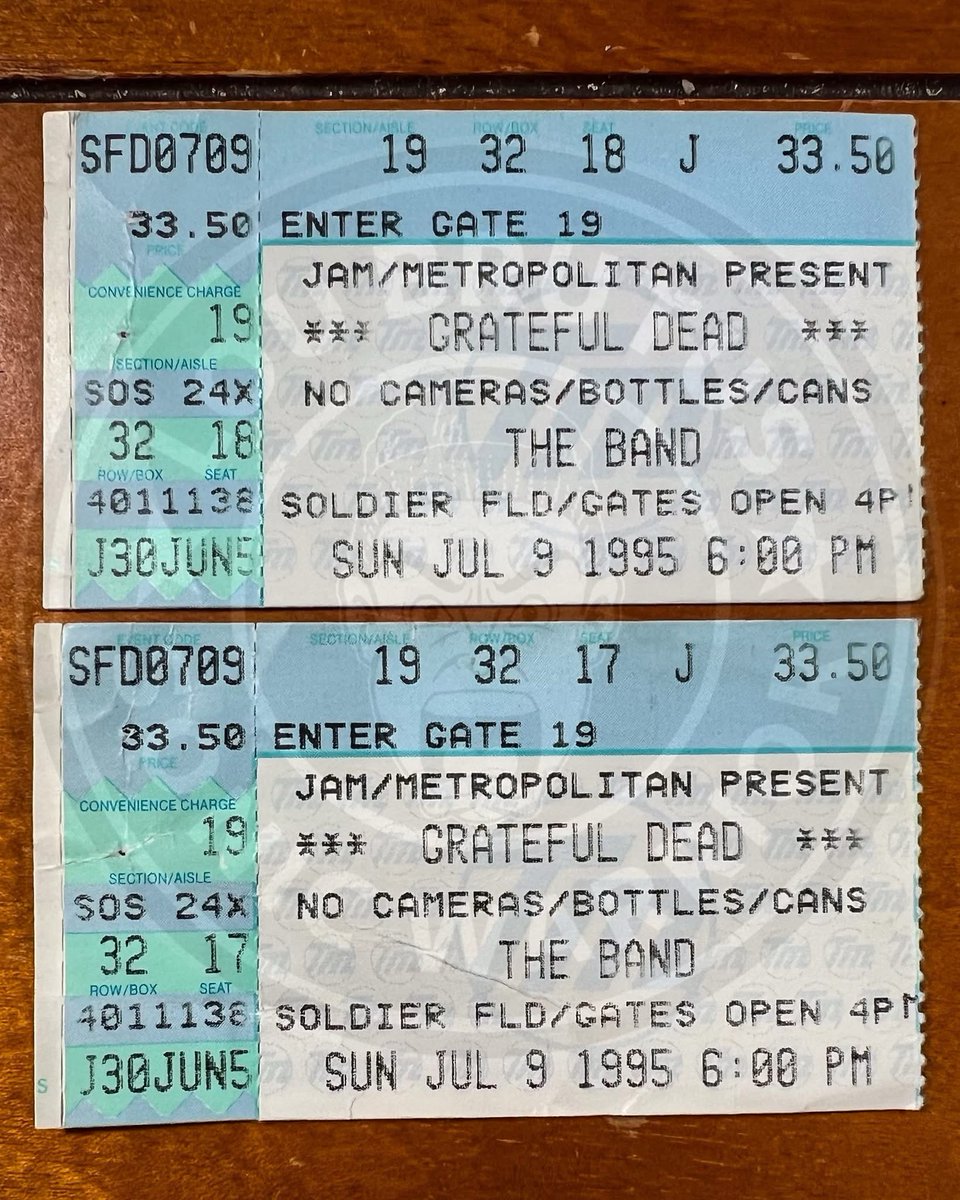 EVENT CODE SECTION/AISLE ROW/BOX SEAT PRICE
SFD0709 19 32 18 J 33.50
33.50 ENTER GATE 19
PRICE
JAM/METROPOLITAN PRESENT
CONVENIENCE CHARGE
19 *** GRATEFUL DEAD ***
SECTION/AISLE
SOS 24X NO CAMERAS/BOTTLES/CANS
32 18 THE BAND
ROW/BOX SEAT
4011138 SOLDIER FLD/GATES OPEN 4P
J30JUN5 SUN JUL 9 1995 6:00 PM
EVENT CODE SECTION/AISLE ROW/BOX SEAT PRICE
SFD0709 19 32 17 J 33.50
33.50 ENTER GATE 19
PRICE
JAM/METROPOLITAN PRESENT
CONVENIENCE CHARGE
19 *** GRATEFUL DEAD ***
SECTION/AISLE
SOS 24X NO CAMERAS/BOTTLES/CANS
32 17 THE BAND
ROW/BOX SEAT
4011138 SOLDIER FLD/GATES OPEN 4P
J30JUN5 SUN JUL 9 1995 6:00 PM